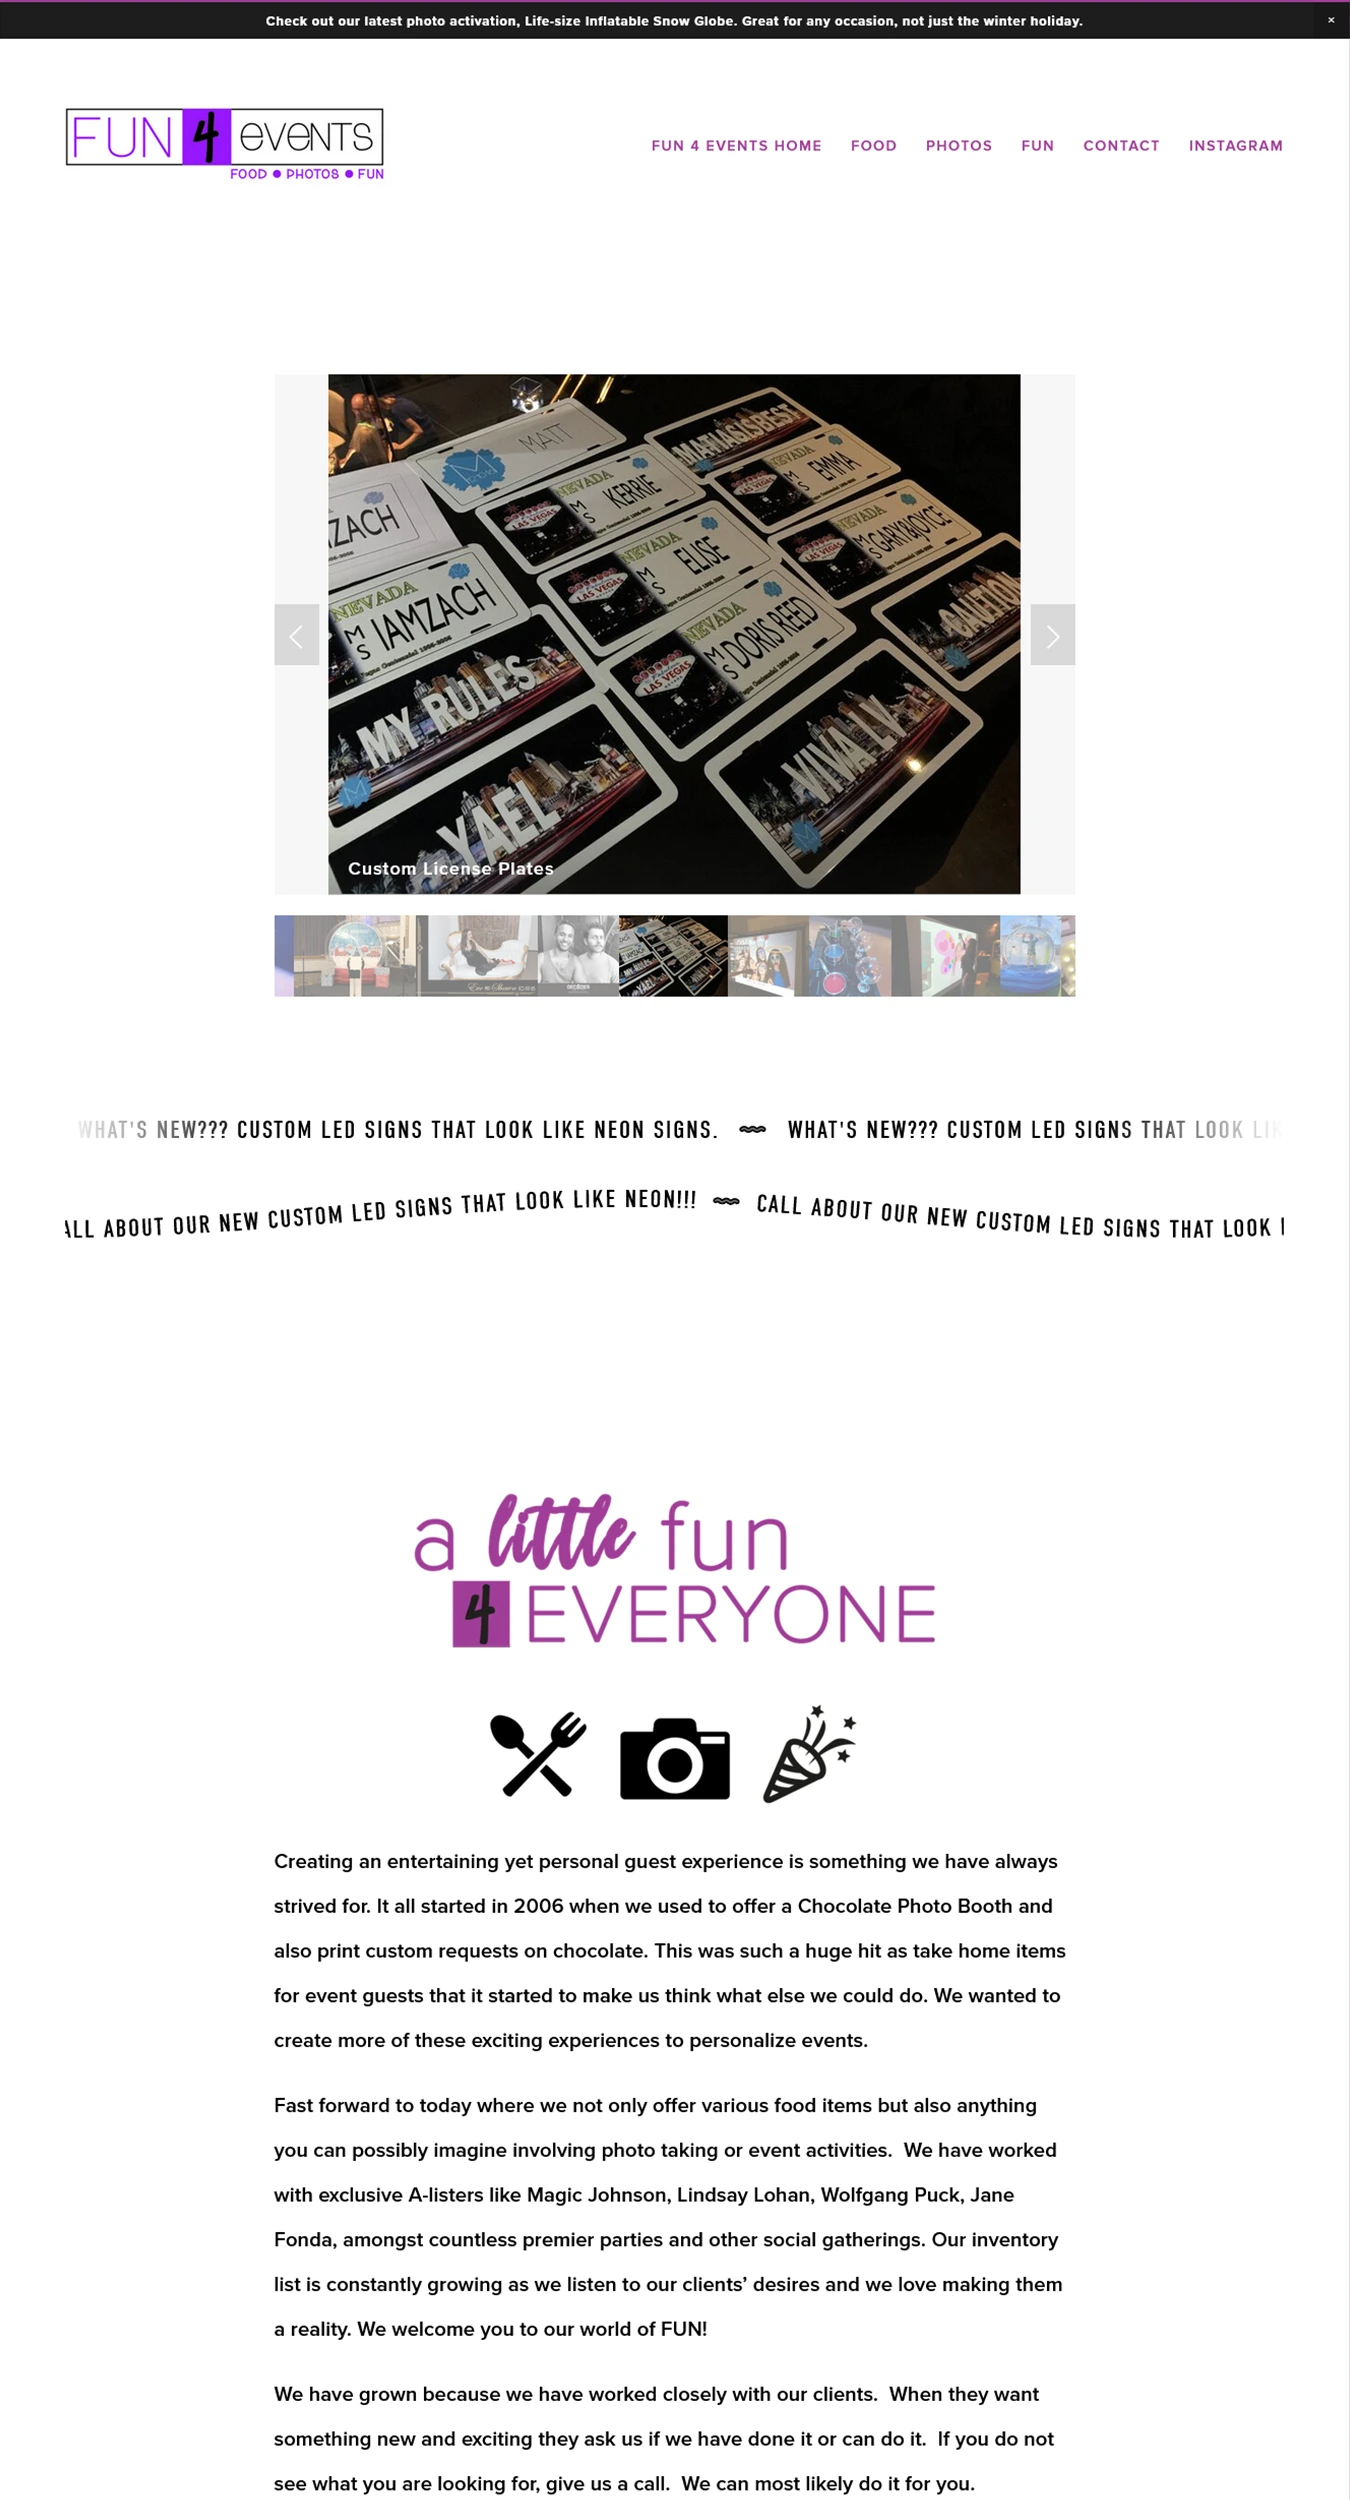 Check out our latest photo activation, Life-size Inflatable Snow Globe. Great for any occasion, not just the winter holiday.
×
FUN 4 eveNTS
FOOD ● PHOTOS ● FUN
FUN 4 EVENTS HOME FOOD PHOTOS FUN CONTACT INSTAGRAM
MATT
MATIASISBEST
NEVADA
KERRIE
EMMA
ZACH
NEVADA
ELISE
NEVADA
GARY&JOYCE
NEVADA
IAMZACH
NEVADA
DORIS REED
MY RULES
VIVA LV
YAEL
Custom License Plates
WHAT'S NEW??? CUSTOM LED SIGNS THAT LOOK LIKE NEON SIGNS. WHAT'S NEW??? CUSTOM LED SIGNS THAT LOOK LIK
ALL ABOUT OUR NEW CUSTOM LED SIGNS THAT LOOK LIKE NEON!!! CALL ABOUT OUR NEW CUSTOM LED SIGNS THAT LOOK
a little fun
4 EVERYONE
Creating an entertaining yet personal guest experience is something we have always
strived for. It all started in 2006 when we used to offer a Chocolate Photo Booth and
also print custom requests on chocolate. This was such a huge hit as take home items
for event guests that it started to make us think what else we could do. We wanted to
create more of these exciting experiences to personalize events.
Fast forward to today where we not only offer various food items but also anything
you can possibly imagine involving photo taking or event activities.  We have worked
with exclusive A-listers like Magic Johnson, Lindsay Lohan, Wolfgang Puck, Jane
Fonda, amongst countless premier parties and other social gatherings. Our inventory
list is constantly growing as we listen to our clients’ desires and we love making them
a reality. We welcome you to our world of FUN!
We have grown because we have worked closely with our clients.  When they want
something new and exciting they ask us if we have done it or can do it.  If you do not
see what you are looking for, give us a call.  We can most likely do it for you.